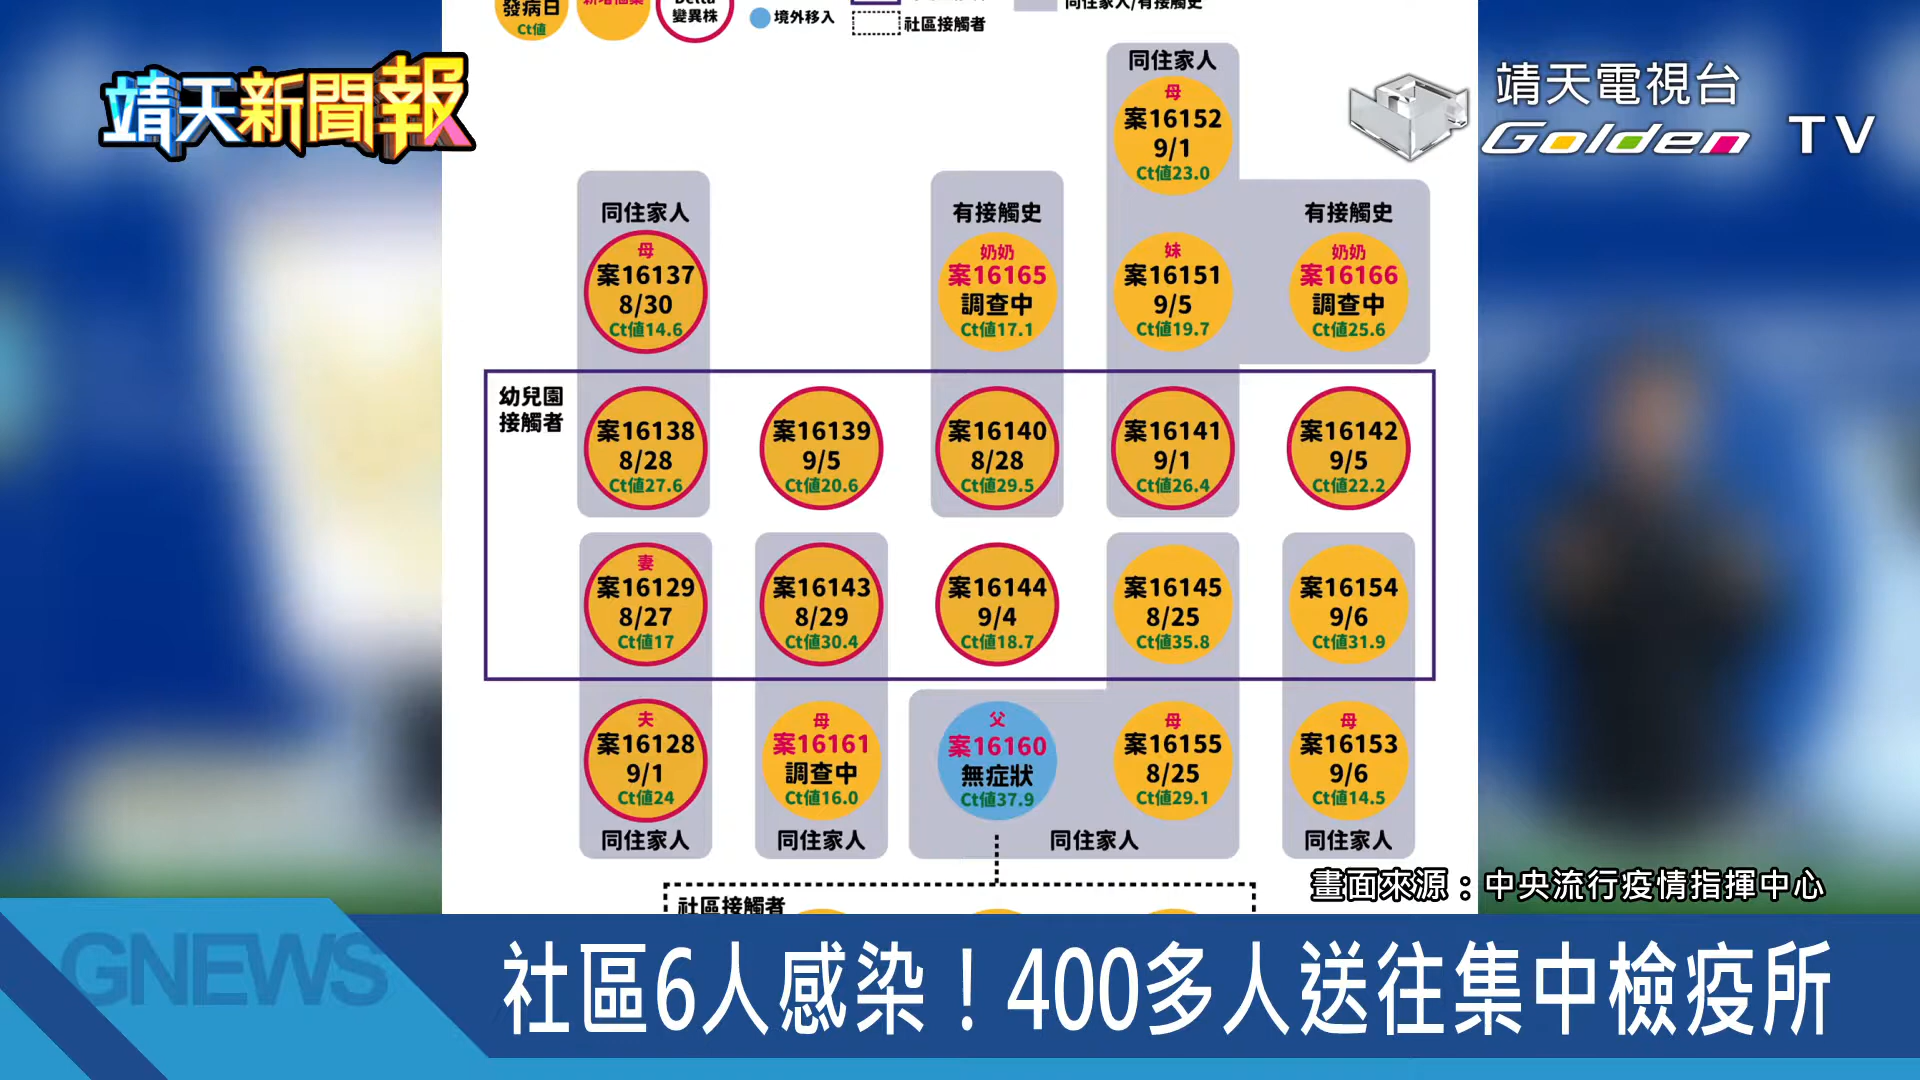 發病日
Ct值
變異株
境外移入
社區接觸者
同住家人/有接觸史
靖天新聞報
靖天電視台
Golden TV
同住家人
母
案16152
9/1
Ct值23.0
同住家人
母
案16137
8/30
Ct值14.6
有接觸史
奶奶
案16165
調查中
Ct值17.1
妹
案16151
9/5
Ct值19.7
有接觸史
奶奶
案16166
調查中
Ct值25.6
幼兒園
接觸者
案16138
8/28
Ct值27.6
案16139
9/5
Ct值20.6
案16140
8/28
Ct值29.5
案16141
9/1
Ct值26.4
案16142
9/5
Ct值22.2
妻
案16129
8/27
Ct值17
案16143
8/29
Ct值30.4
案16144
9/4
Ct值18.7
案16145
8/25
Ct值35.8
案16154
9/6
Ct值31.9
夫
案16128
9/1
Ct值24
同住家人
母
案16161
調查中
Ct值16.0
同住家人
父
案16160
無症狀
Ct值37.9
母
案16155
8/25
Ct值29.1
同住家人
母
案16153
9/6
Ct值14.5
同住家人
社區接觸者
畫面來源：中央流行疫情指揮中心
GNEWS
社區6人感染！400多人送往集中檢疫所